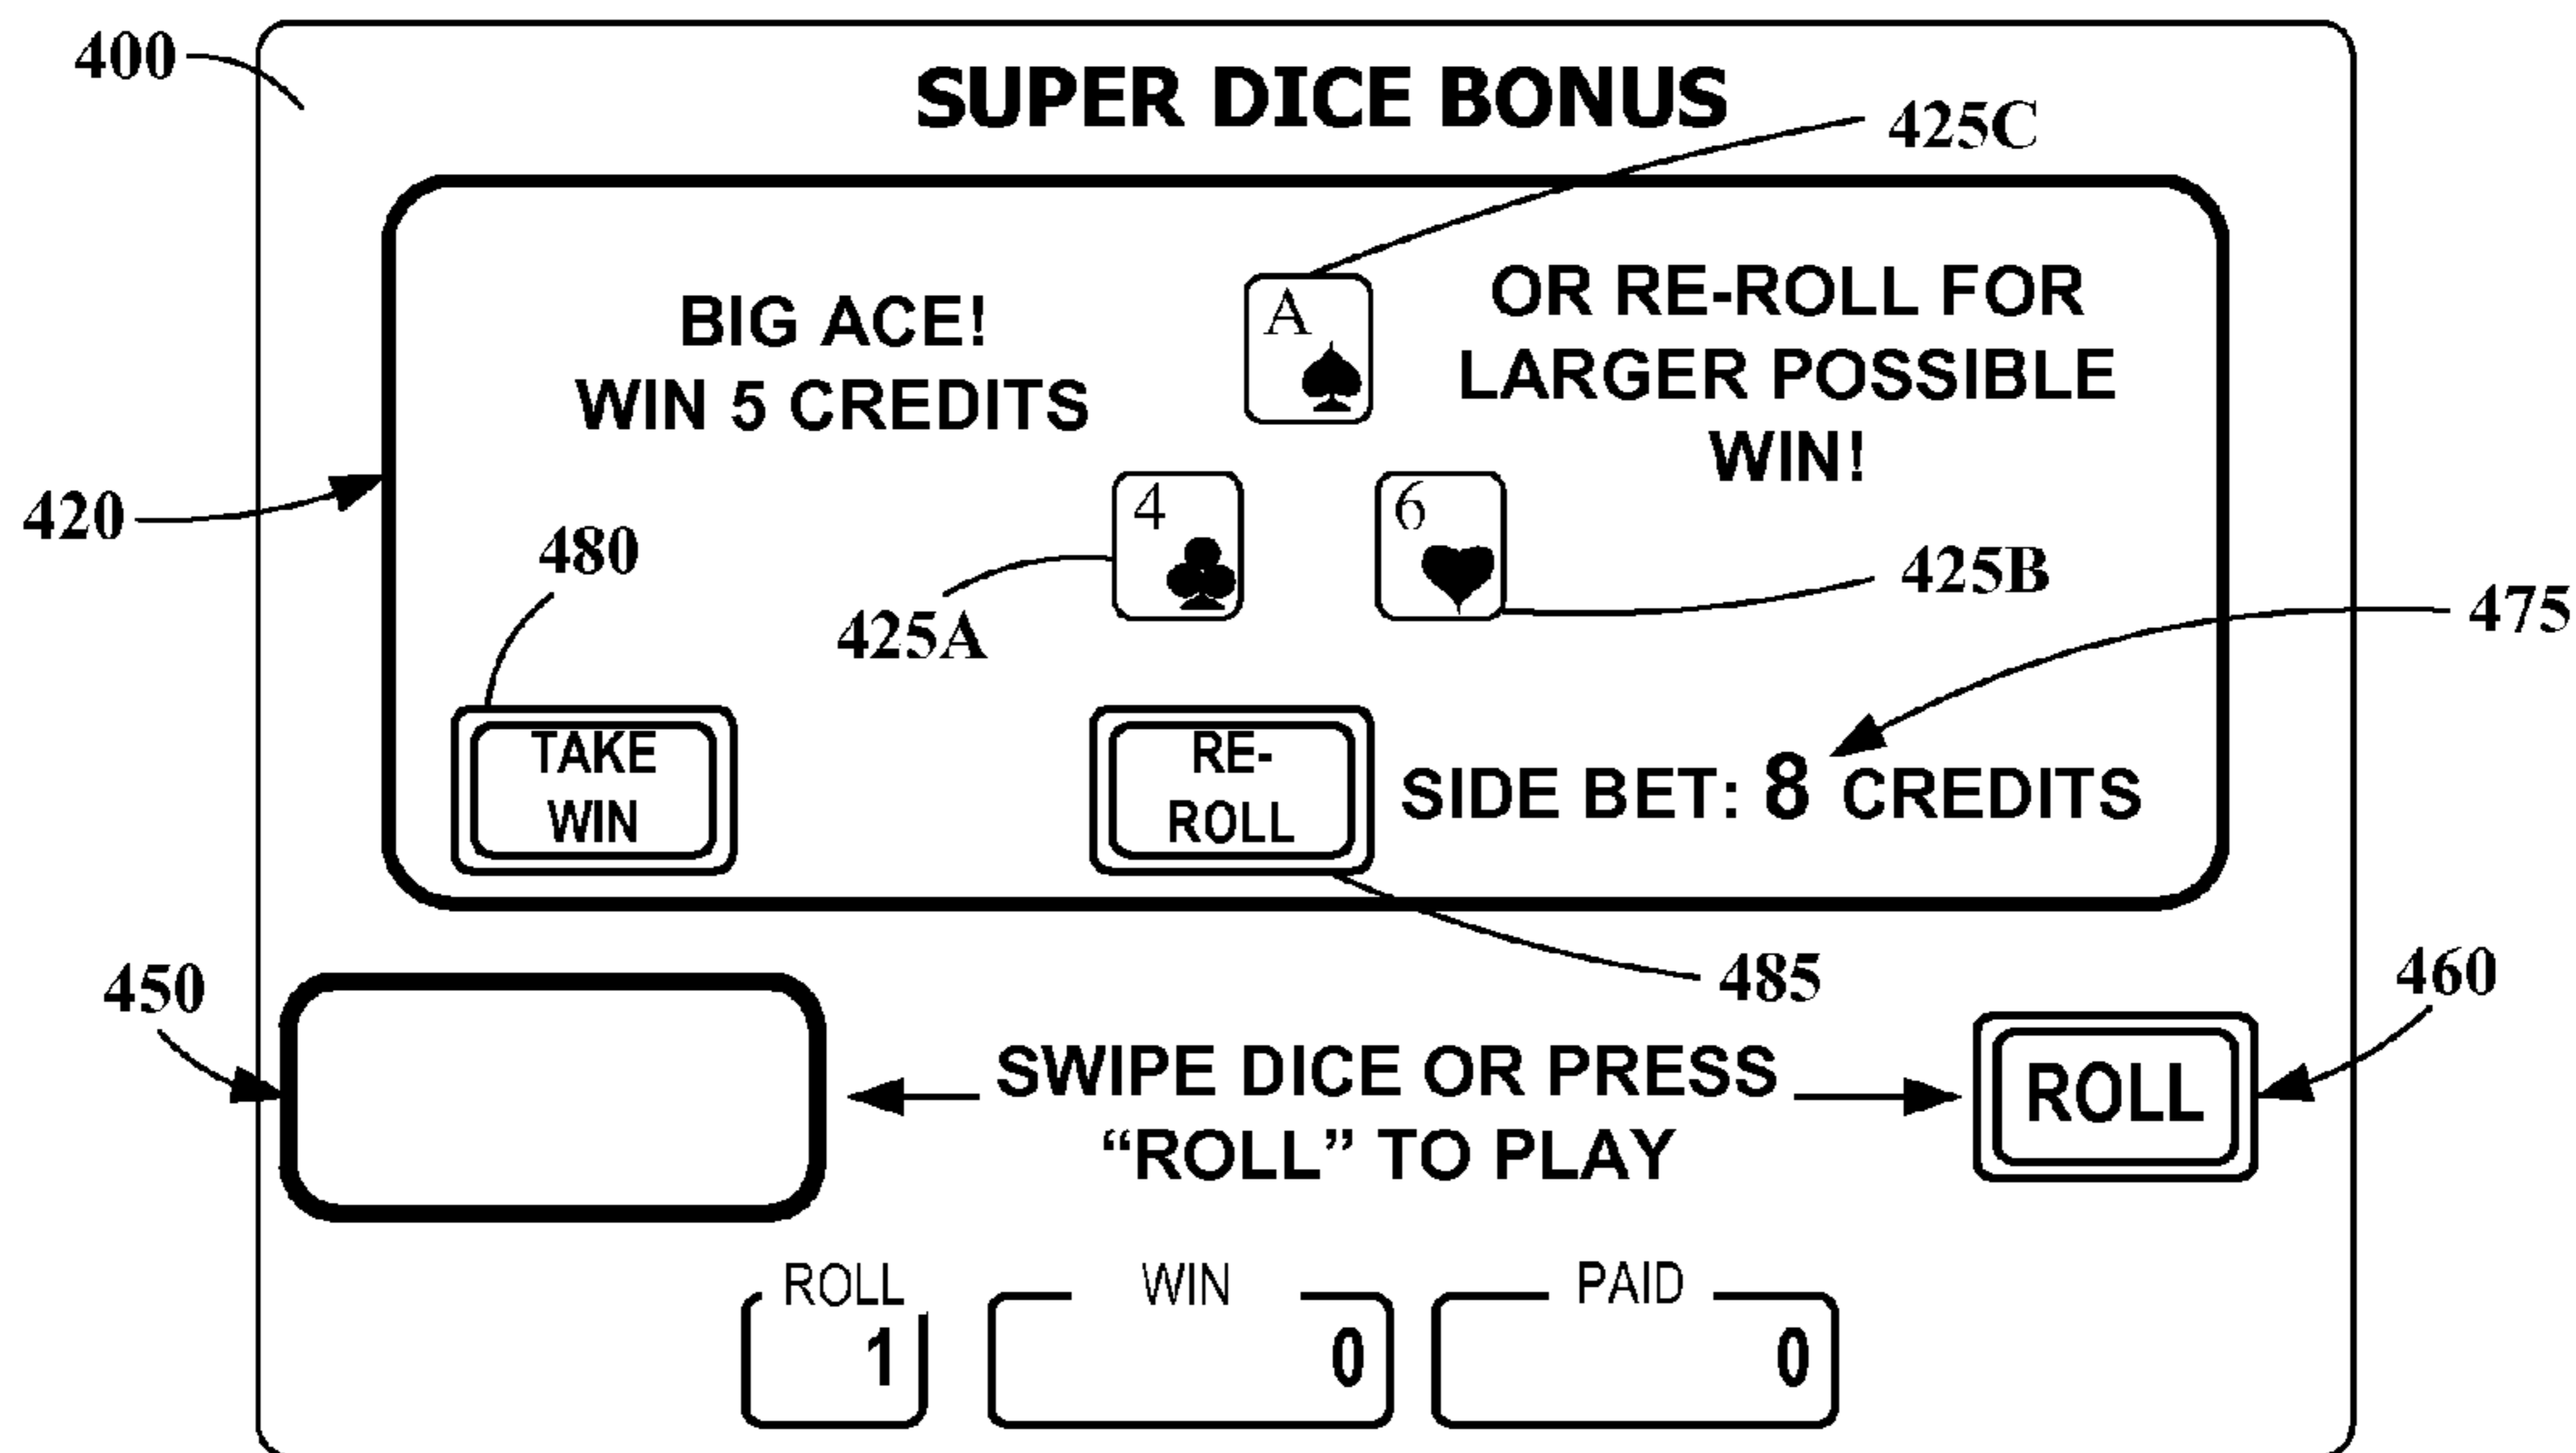 400
SUPER DICE BONUS
425C
BIG ACE!
WIN 5 CREDITS
A
OR RE-ROLL FOR
LARGER POSSIBLE
WIN!
420
480
4
6
425A
425B
475
TAKE
WIN
RE-
ROLL
SIDE BET: 8 CREDITS
450
485
460
SWIPE DICE OR PRESS
“ROLL” TO PLAY
ROLL
ROLL
1
WIN
0
PAID
0